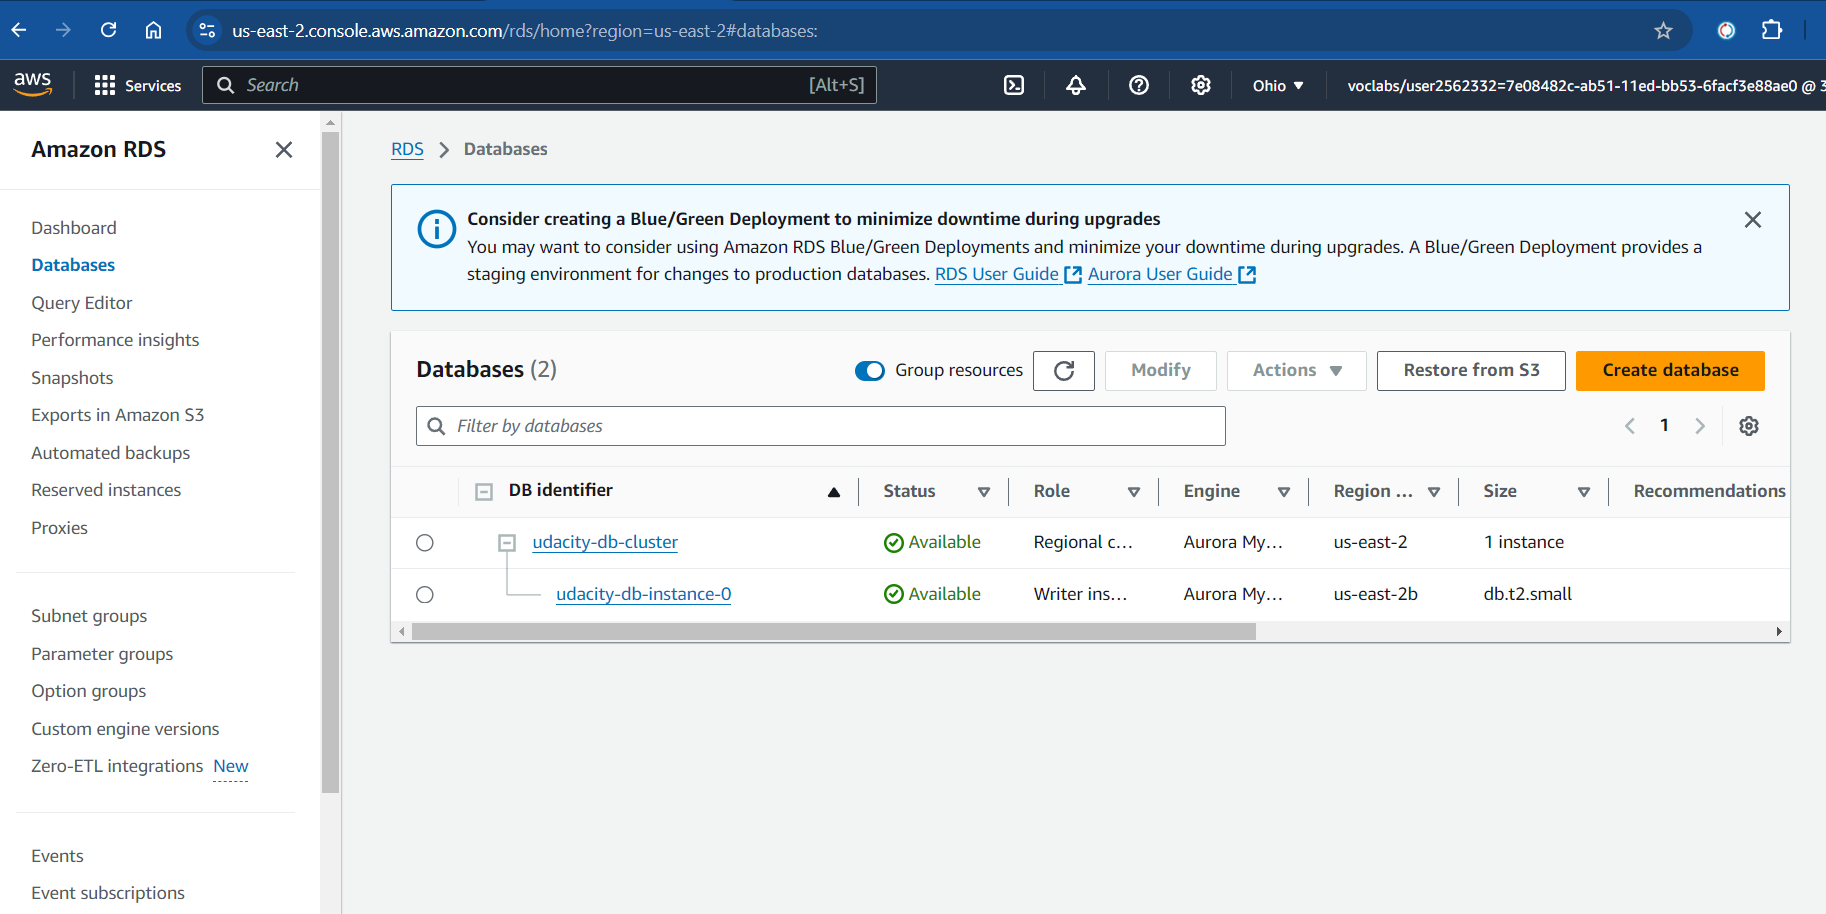 us-east-2.console.aws.amazon.com/rds/home?region=us-east-2#databases:
aws
Services
Search
[Alt+S]
Ohio
voclabs/user2562332=7e08482c-ab51-11ed-bb53-6facf3e88ae0 @ 3
Amazon RDS
Dashboard
Databases
Query Editor
Performance insights
Snapshots
Exports in Amazon S3
Automated backups
Reserved instances
Proxies
Subnet groups
Parameter groups
Option groups
Custom engine versions
Zero-ETL integrations New
Events
Event subscriptions
RDS > Databases
Consider creating a Blue/Green Deployment to minimize downtime during upgrades
You may want to consider using Amazon RDS Blue/Green Deployments and minimize your downtime during upgrades. A Blue/Green Deployment provides a
staging environment for changes to production databases. RDS User Guide Aurora User Guide
Databases (2)
Group resources
Modify
Actions
Restore from S3
Create database
Filter by databases
1
DB identifier Status Role Engine Region ... Size Recommendations
udacity-db-cluster Available Regional c... Aurora My... us-east-2 1 instance
udacity-db-instance-0 Available Writer ins... Aurora My... us-east-2b db.t2.small